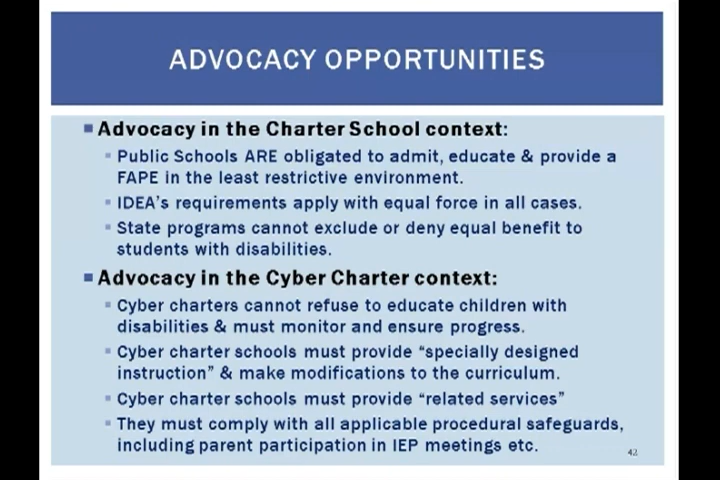 ADVOCACY OPPORTUNITIES
Advocacy in the Charter School context:
Public Schools ARE obligated to admit, educate & provide a
FAPE in the least restrictive environment.
IDEA's requirements apply with equal force in all cases.
State programs cannot exclude or deny equal benefit to
students with disabilities.
Advocacy in the Cyber Charter context:
Cyber charters cannot refuse to educate children with
disabilities & must monitor and ensure progress.
Cyber charter schools must provide “specially designed
instruction” & make modifications to the curriculum.
Cyber charter schools must provide “related services”
They must comply with all applicable procedural safeguards,
including parent participation in IEP meetings etc.
42